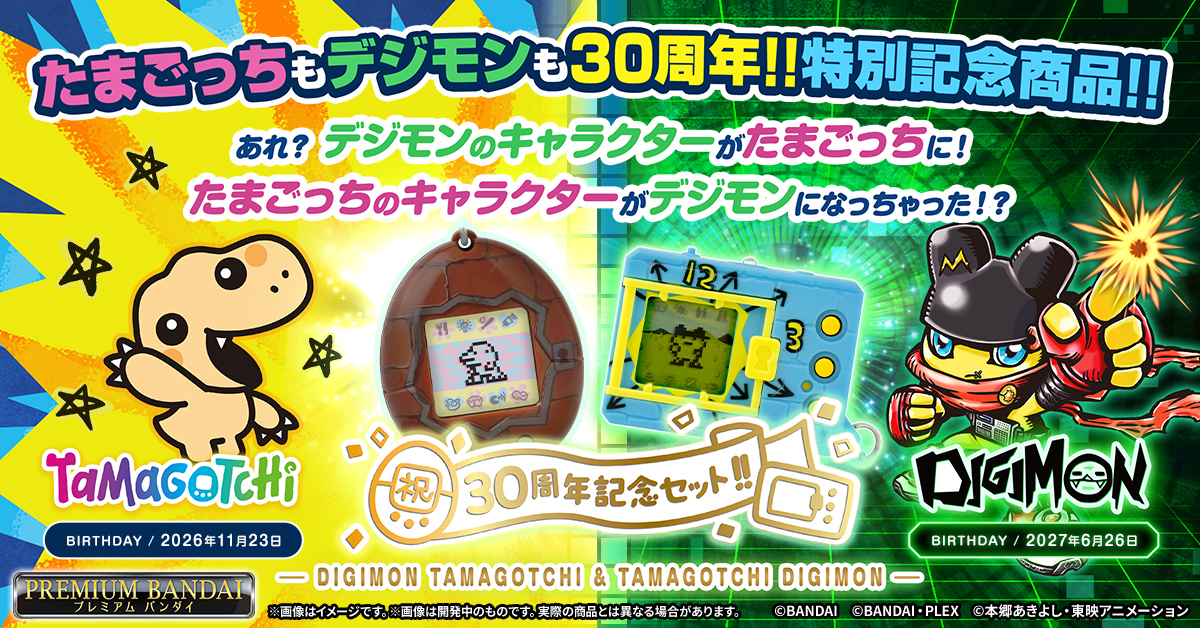 たまごっちもデジモンも30周年!!特別記念商品!!
あれ？デジモンのキャラクターがたまごっちに！
たまごっちのキャラクターがデジモンになっちゃった！？
12
3
TAMAGOTCHI
BIRTHDAY / 2026年11月23日
祝
30周年記念セット!!
DIGIMON
BIRTHDAY / 2027年6月26日
— DIGIMON TAMAGOTCHI & TAMAGOTCHI DIGIMON —
PREMIUM BANDAI
プレミアム バンダイ
※画像はイメージです。※画像は開発中のものです。実際の商品とは異なる場合があります。
©BANDAI ©BANDAI・PLEX ©本郷あきよし・東映アニメーション